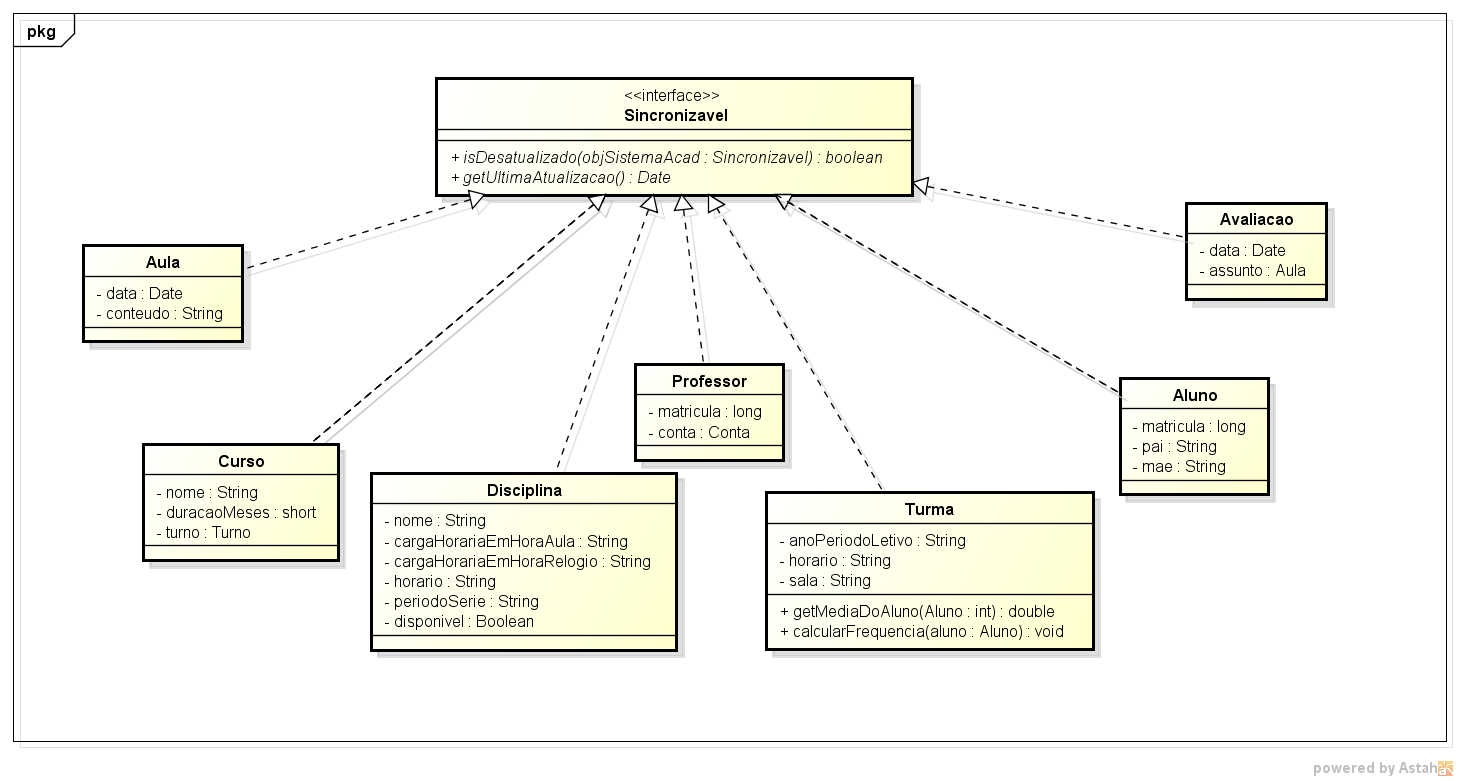 pkg
<<interface>>
Sincronizavel
+ isDesatualizado(objSistemaAcad : Sincronizavel) : boolean
+ getUltimaAtualizacao() : Date
Aula
- data : Date
- conteudo : String
Avaliacao
- data : Date
- assunto : Aula
Curso
- nome : String
- duracaoMeses : short
- turno : Turno
Disciplina
- nome : String
- cargaHorariaEmHoraAula : String
- cargaHorariaEmHoraRelogio : String
- horario : String
- periodoSerie : String
- disponivel : Boolean
Professor
- matricula : long
- conta : Conta
Turma
- anoPeriodoLetivo : String
- horario : String
- sala : String
+ getMediaDoAluno(Aluno : int) : double
+ calcularFrequencia(aluno : Aluno) : void
Aluno
- matricula : long
- pai : String
- mae : String
powered by Astah